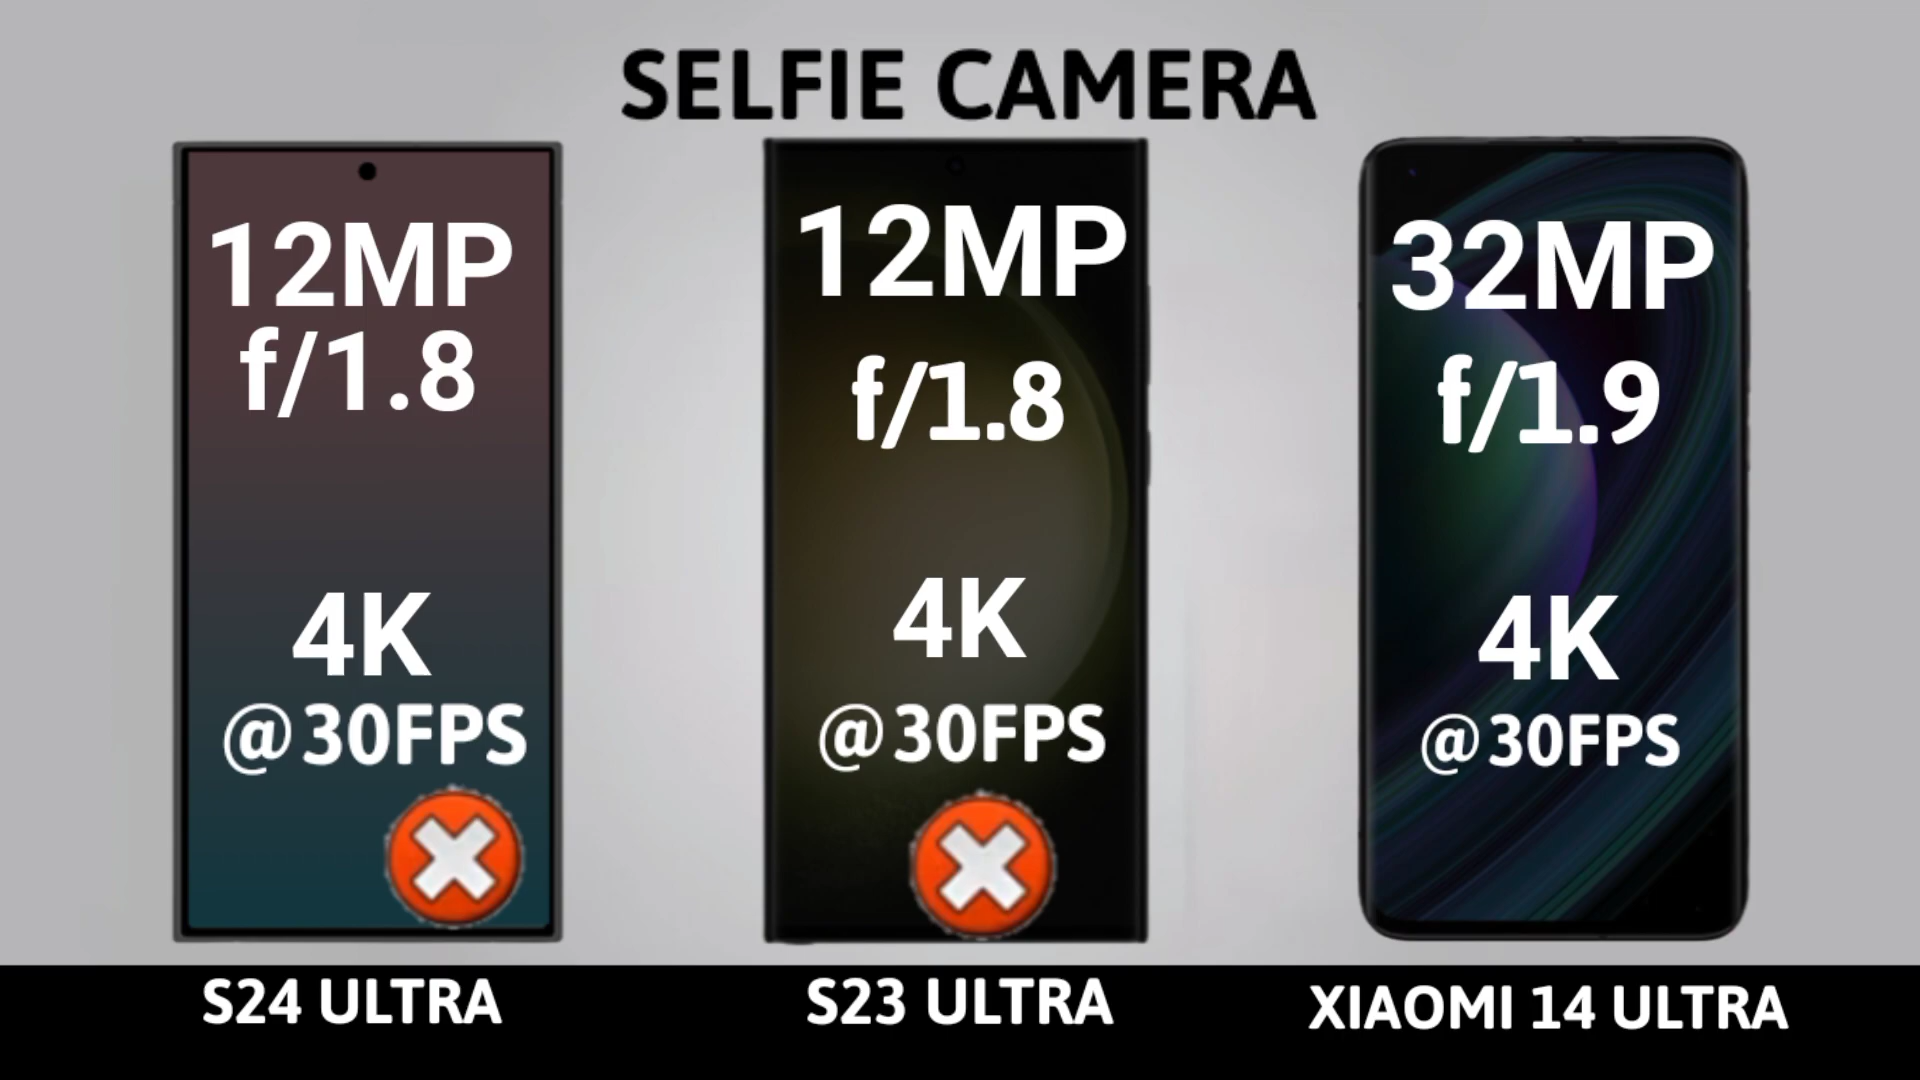 SELFIE CAMERA
12MP
f/1.8
4K
@30FPS
S24 ULTRA
12MP
f/1.8
4K
@30FPS
S23 ULTRA
32MP
f/1.9
4K
@30FPS
XIAOMI 14 ULTRA